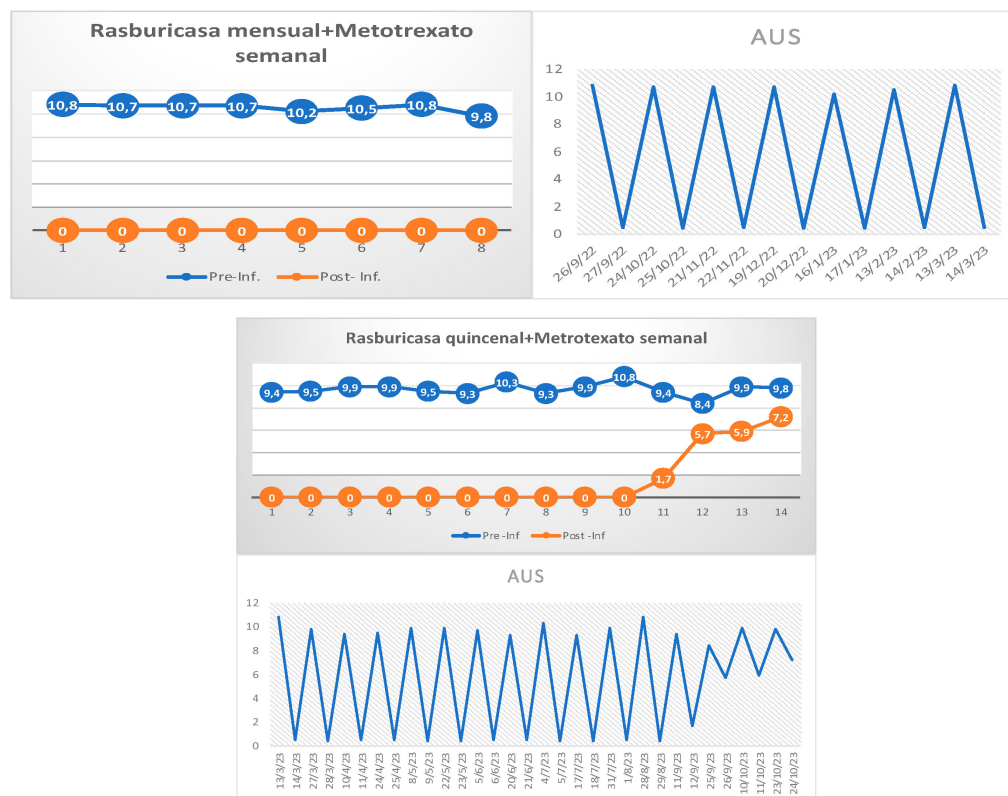 Rasburicasa mensual+Metotrexato
semanal
10,8 10,7 10,7 10,7 10,2 10,5 10,8 9,8
0 0 0 0 0 0 0 0
1 2 3 4 5 6 7 8
Pre-Inf. Post- Inf.
AUS
12
10
8
6
4
2
0
26/9/22 27/9/22 24/10/22 25/10/22 21/11/22 22/11/22 19/12/22 20/12/22 16/1/23 17/1/23 13/2/23 14/2/23 13/3/23 14/3/23
Rasburicasa quincenal+Metrotexato semanal
9,4 9,5 9,9 9,9 9,5 9,3 10,3 9,3 9,9 10,8 9,4 8,4 9,9 9,8
0 0 0 0 0 0 0 0 0 0 1,7 5,7 5,9 7,2
1 2 3 4 5 6 7 8 9 10 11 12 13 14
Pre -Inf Post -Inf
AUS
12
10
8
6
4
2
0
13/3/23 14/3/23 27/3/23 28/3/23 10/4/23 11/4/23 24/4/23 25/4/23 8/5/23 9/5/23 22/5/23 23/5/23 5/6/23 6/6/23 20/6/23 21/6/23 4/7/23 5/7/23 17/7/23 18/7/23 31/7/23 1/8/23 28/8/23 29/8/23 11/9/23 12/9/23 25/9/23 26/9/23 10/10/23 11/10/23 23/10/23 24/10/23